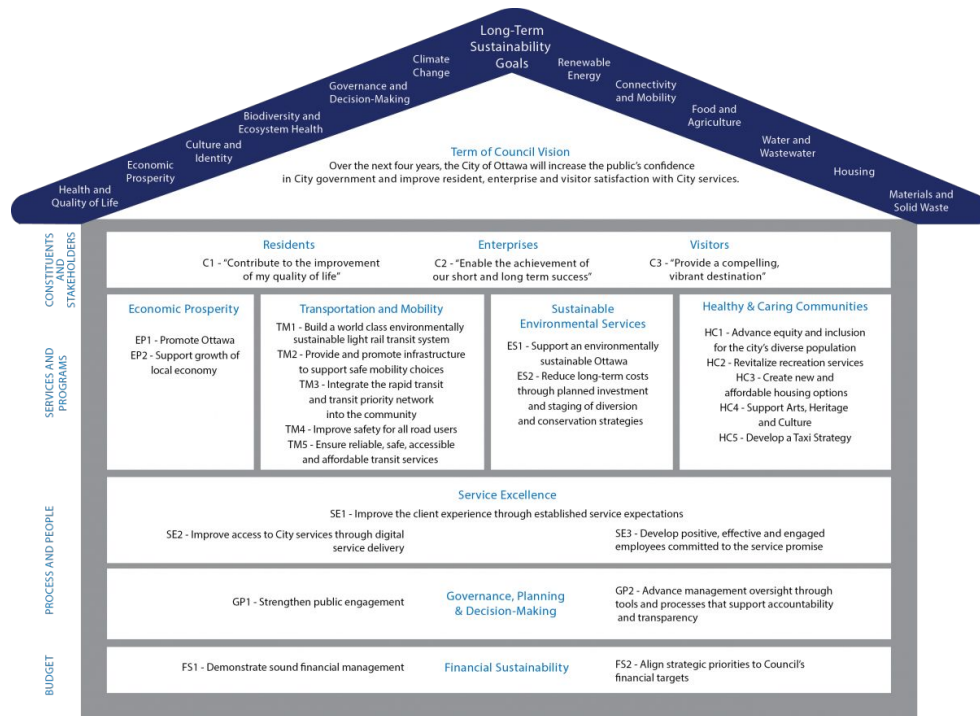 Long-Term
Sustainability
Goals
Climate
Change
Governance and
Decision-Making
Biodiversity and
Ecosystem Health
Culture and
Identity
Economic
Prosperity
Health and
Quality of Life
Renewable
Energy
Connectivity
and Mobility
Food and
Agriculture
Water and
Wastewater
Housing
Materials and
Solid Waste
Term of Council Vision
Over the next four years, the City of Ottawa will increase the public's confidence
in City government and improve resident, enterprise and visitor satisfaction with City services.
CONSTITUENTS
AND
STAKEHOLDERS
Residents
C1 - "Contribute to the improvement
of my quality of life"
Enterprises
C2 - "Enable the achievement of
our short and long term success"
Visitors
C3 - "Provide a compelling,
vibrant destination"
SERVICES AND
PROGRAMS
Economic Prosperity
EP1 - Promote Ottawa
EP2 - Support growth of
local economy
Transportation and Mobility
TM1 - Build a world class environmentally
sustainable light rail transit system
TM2 - Provide and promote infrastructure
to support safe mobility choices
TM3 - Integrate the rapid transit
and transit priority network
into the community
TM4 - Improve safety for all road users
TM5 - Ensure reliable, safe, accessible
and affordable transit services
Sustainable
Environmental Services
ES1 - Support an environmentally
sustainable Ottawa
ES2 - Reduce long-term costs
through planned investment
and staging of diversion
and conservation strategies
Healthy & Caring Communities
HC1 - Advance equity and inclusion
for the city's diverse population
HC2 - Revitalize recreation services
HC3 - Create new and
affordable housing options
HC4 - Support Arts, Heritage
and Culture
HC5 - Develop a Taxi Strategy
PROCESS AND PEOPLE
Service Excellence
SE1 - Improve the client experience through established service expectations
SE2 - Improve access to City services through digital
service delivery
SE3 - Develop positive, effective and engaged
employees committed to the service promise
GP1 - Strengthen public engagement
Governance, Planning
& Decision-Making
GP2 - Advance management oversight through
tools and processes that support accountability
and transparency
BUDGET
FS1 - Demonstrate sound financial management
Financial Sustainability
FS2 - Align strategic priorities to Council's
financial targets